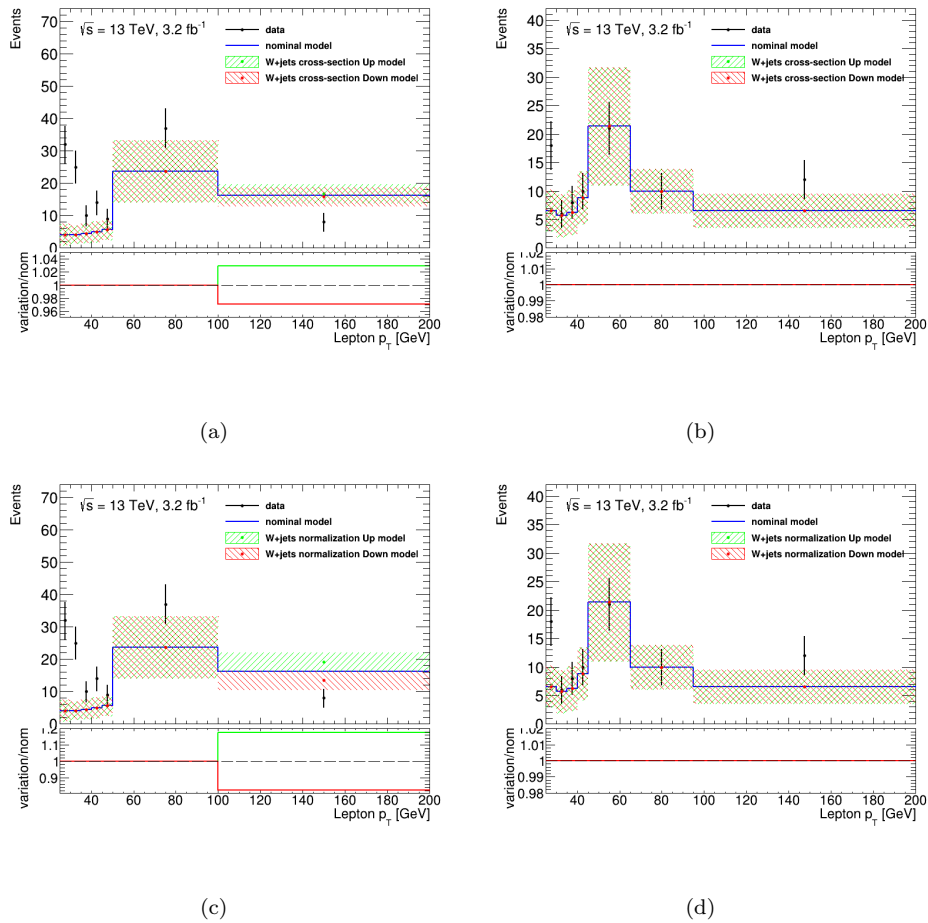 Events
70
60
50
40
30
20
10
0
√s = 13 TeV, 3.2 fb-1
data
nominal model
W+jets cross-section Up model
W+jets cross-section Down model
variation/nom
1.04
1.02
1
0.98
0.96
40 60 80 100 120 140 160 180 200
Lepton pT [GeV]
(a)
Events
40
35
30
25
20
15
10
5
0
√s = 13 TeV, 3.2 fb-1
data
nominal model
W+jets cross-section Up model
W+jets cross-section Down model
variation/nom
1.02
1.01
1
0.99
0.98
40 60 80 100 120 140 160 180 200
Lepton pT [GeV]
(b)
Events
70
60
50
40
30
20
10
0
√s = 13 TeV, 3.2 fb-1
data
nominal model
W+jets normalization Up model
W+jets normalization Down model
variation/nom
1.2
1.1
1
0.9
40 60 80 100 120 140 160 180 200
Lepton pT [GeV]
(c)
Events
40
35
30
25
20
15
10
5
0
√s = 13 TeV, 3.2 fb-1
data
nominal model
W+jets normalization Up model
W+jets normalization Down model
variation/nom
1.02
1.01
1
0.99
0.98
40 60 80 100 120 140 160 180 200
Lepton pT [GeV]
(d)